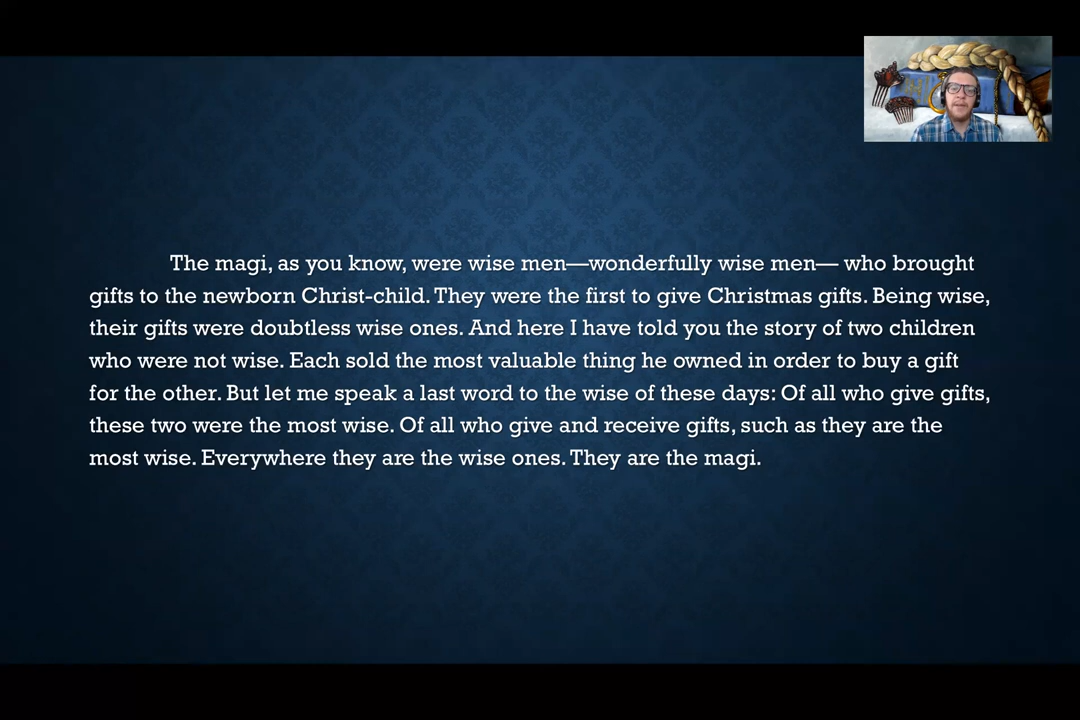 The magi, as you know, were wise men—wonderfully wise men— who brought
gifts to the newborn Christ-child. They were the first to give Christmas gifts. Being wise,
their gifts were doubtless wise ones. And here I have told you the story of two children
who were not wise. Each sold the most valuable thing he owned in order to buy a gift
for the other. But let me speak a last word to the wise of these days: Of all who give gifts,
these two were the most wise. Of all who give and receive gifts, such as they are the
most wise. Everywhere they are the wise ones. They are the magi.